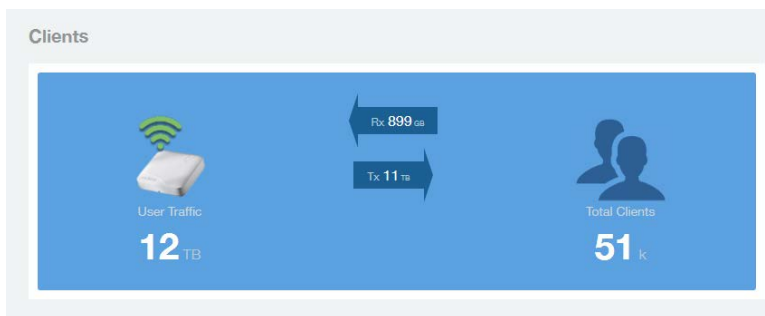 Clients
Rx 899 GB
Tx 11 TB
User Traffic
Total Clients
12 TB
51 k